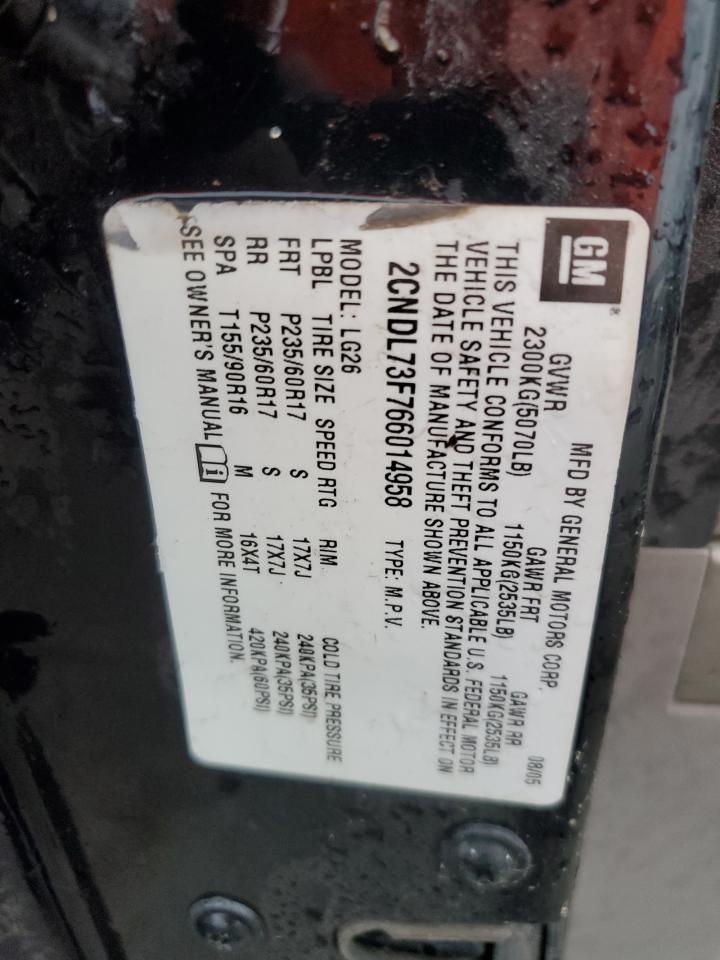 GM®
MFD BY GENERAL MOTORS CORP. 08/05
GVWR GAWR FRT GAWR RR
2300KG(5070LB) 1150KG(2535LB) 1150KG(2535LB)
THIS VEHICLE CONFORMS TO ALL APPLICABLE U.S. FEDERAL MOTOR
VEHICLE SAFETY AND THEFT PREVENTION STANDARDS IN EFFECT ON
THE DATE OF MANUFACTURE SHOWN ABOVE.
2CNDL73F766014958 TYPE: M.P.V.
MODEL: LG26
LPBL TIRE SIZE SPEED RTG RIM COLD TIRE PRESSURE
FRT P235/60R17 S 17X7J 240KPA(35PSI)
RR P235/60R17 S 17X7J 240KPA(35PSI)
SPA T155/90R16 M 16X4T 420KPA(60PSI)
SEE OWNER'S MANUAL i FOR MORE INFORMATION.